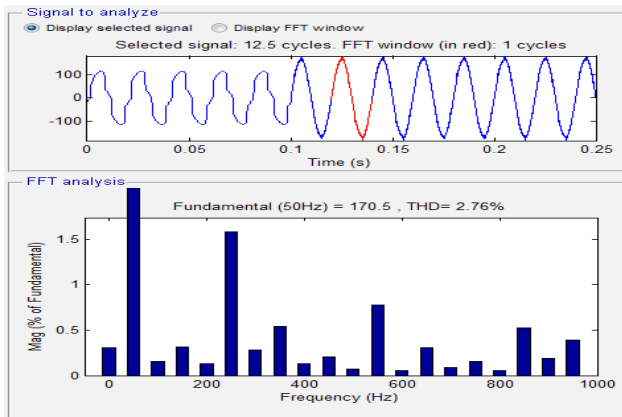 Signal to analyze
Display selected signal Display FFT window
Selected signal: 12.5 cycles. FFT window (in red): 1 cycles
100
0
-100
0 0.05 0.1 0.15 0.2 0.25
Time (s)
FFT analysis
Fundamental (50Hz) = 170.5 , THD= 2.76%
Mag (% of Fundamental)
1.5
1
0.5
0
0 200 400 600 800 1000
Frequency (Hz)